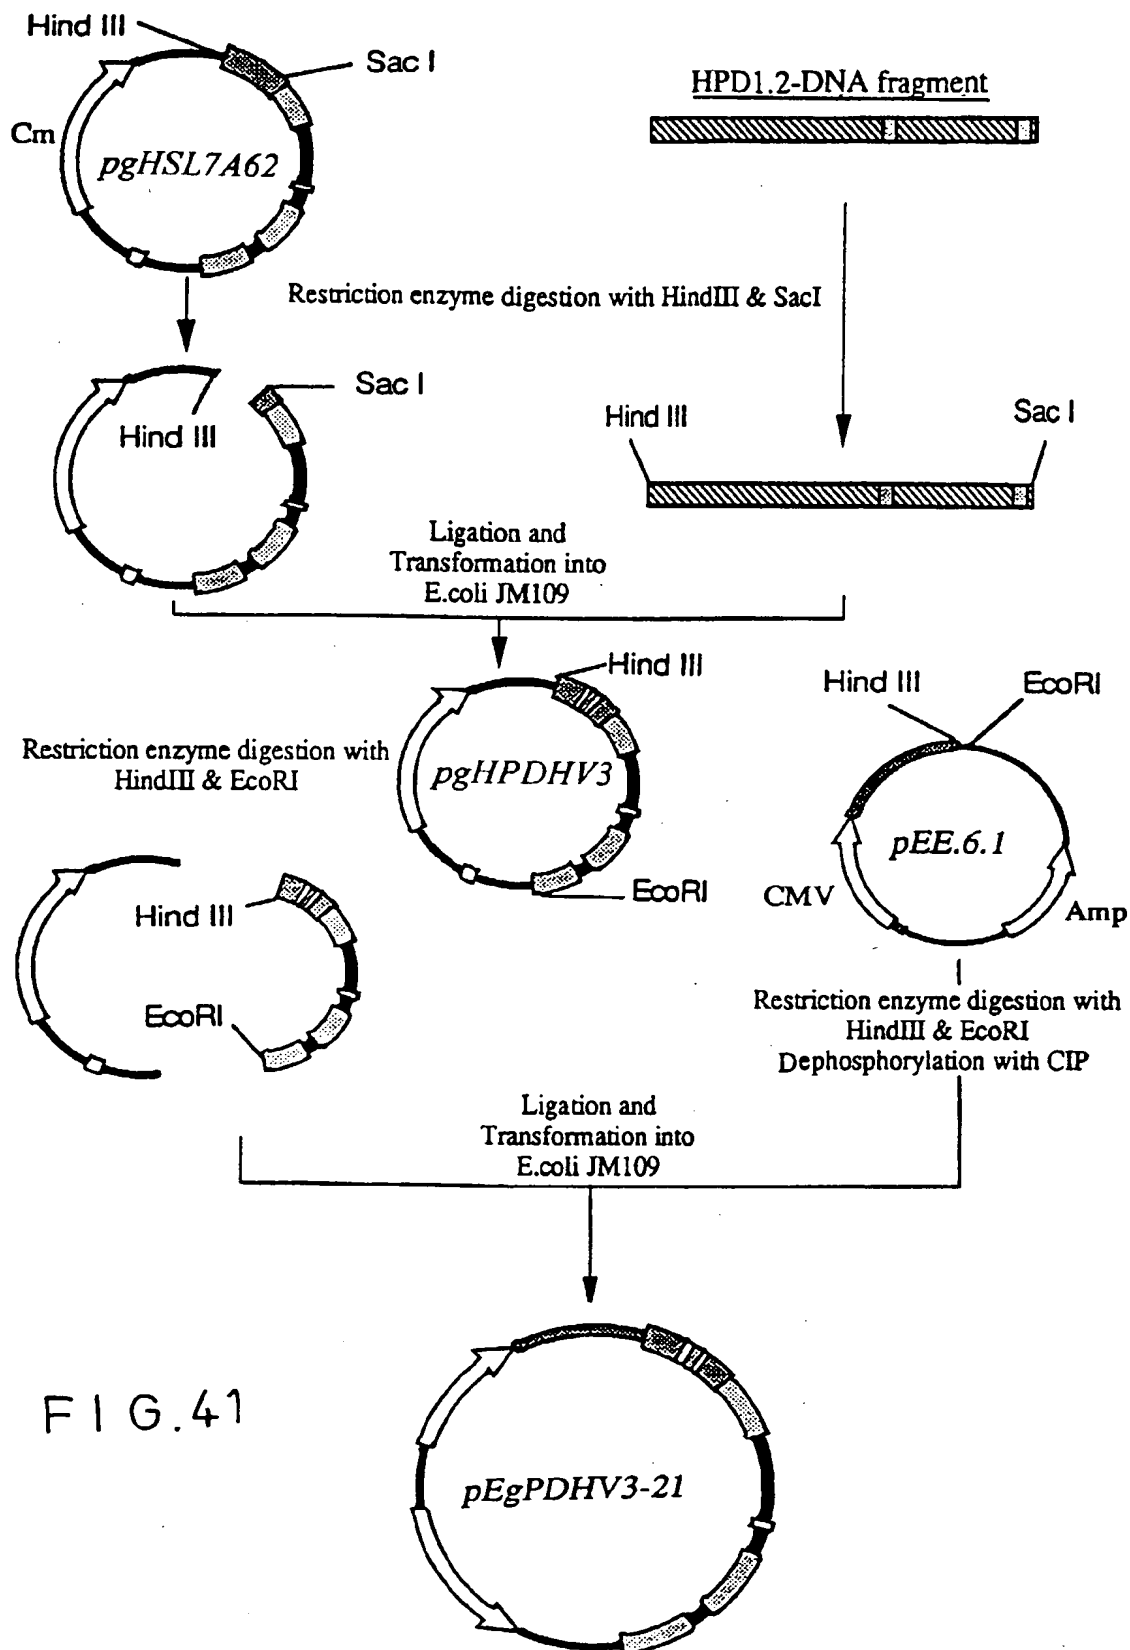 Hind III
Sac I
HPD1.2-DNA fragment
Cm
pgHSL7A62
Restriction enzyme digestion with HindIII & SacI
Sac I
Hind III
Hind III
Sac I
Ligation and
Transformation into
E.coli JM109
Hind III
Hind III
EcoRI
Restriction enzyme digestion with
HindIII & EcoRI
pgHPDHV3
pEE.6.1
EcoRI
CMV
Amp
Hind III
EcoRI
Restriction enzyme digestion with
HindIII & EcoRI
Dephosphorylation with CIP
Ligation and
Transformation into
E.coli JM109
FIG.41
pEgPDHV3-21